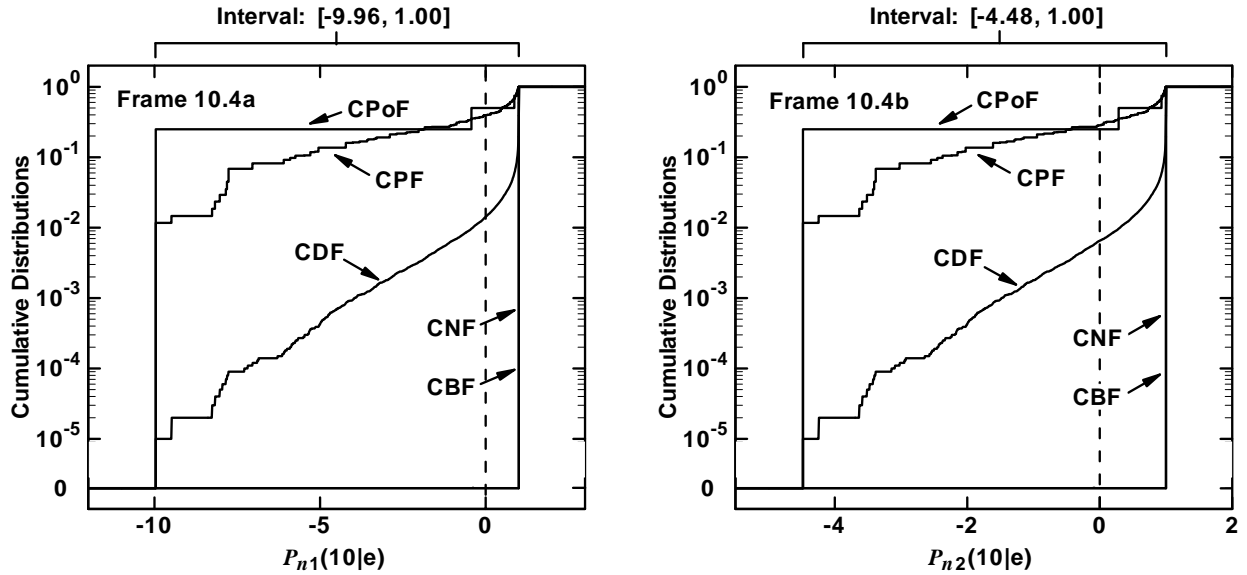 Interval: [-9.96, 1.00]
Frame 10.4a
CPoF
CPF
CDF
CNF
CBF
Cumulative Distributions
10^0
10^-1
10^-2
10^-3
10^-4
10^-5
0
-10
-5
0
P_n1(10|e)
Interval: [-4.48, 1.00]
Frame 10.4b
CPoF
CPF
CDF
CNF
CBF
Cumulative Distributions
10^0
10^-1
10^-2
10^-3
10^-4
10^-5
0
-4
-2
0
2
P_n2(10|e)